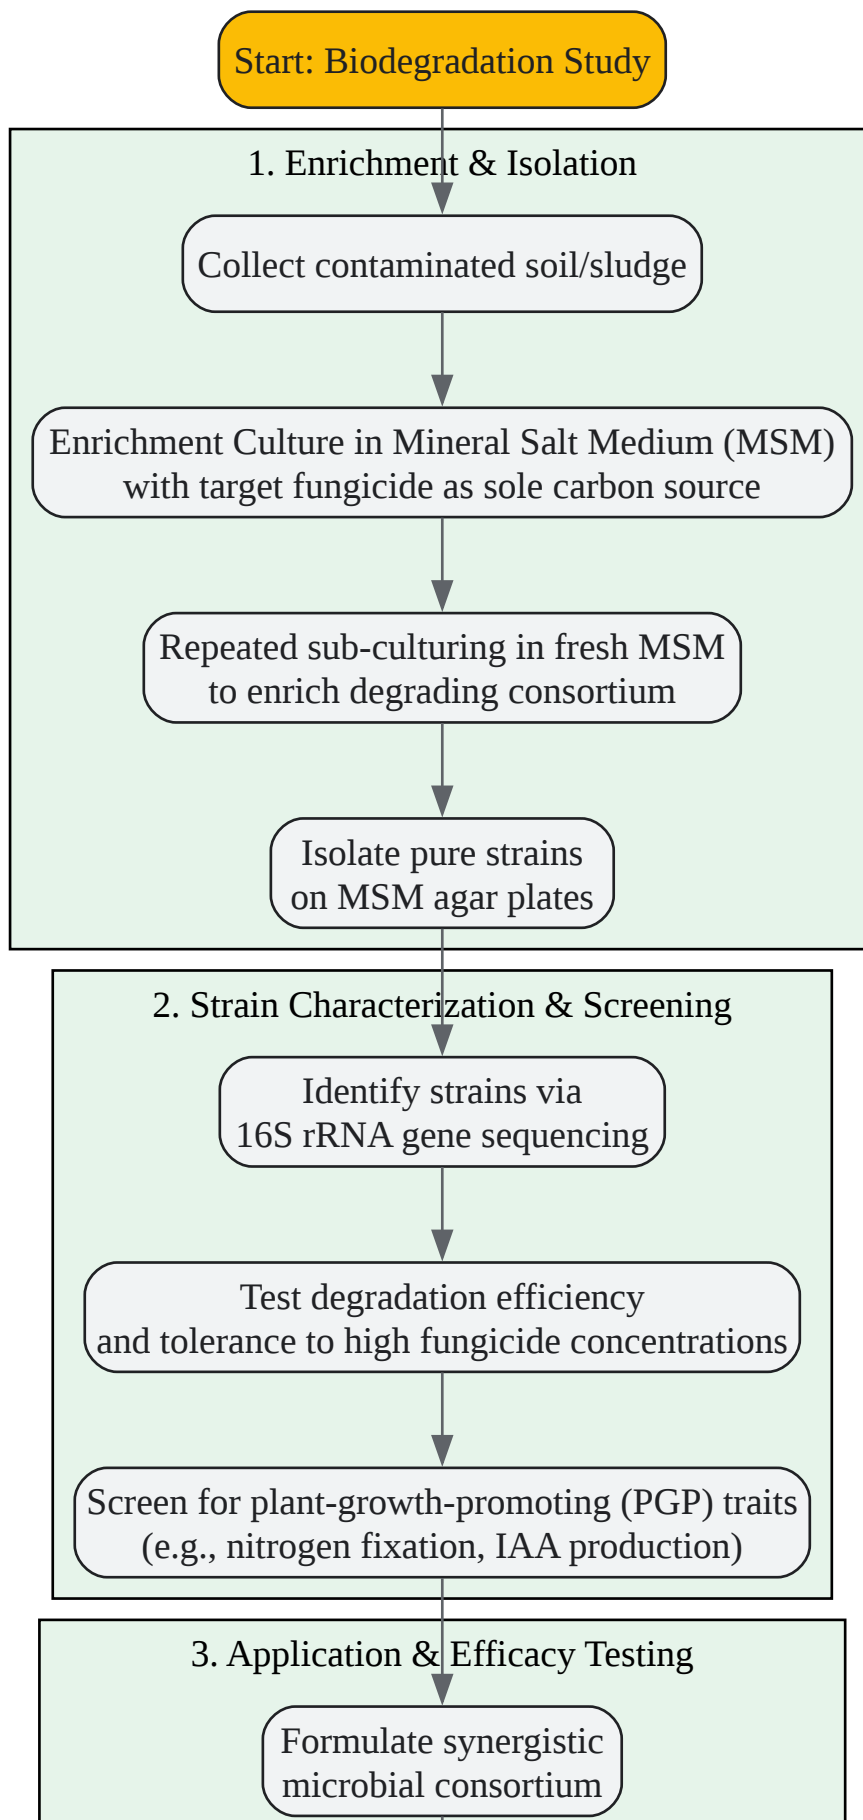 Start: Biodegradation Study
1. Enrichment & Isolation
Collect contaminated soil/sludge
Enrichment Culture in Mineral Salt Medium (MSM)
with target fungicide as sole carbon source
Repeated sub-culturing in fresh MSM
to enrich degrading consortium
Isolate pure strains
on MSM agar plates
2. Strain Characterization & Screening
Identify strains via
16S rRNA gene sequencing
Test degradation efficiency
and tolerance to high fungicide concentrations
Screen for plant-growth-promoting (PGP) traits
(e.g., nitrogen fixation, IAA production)
3. Application & Efficacy Testing
Formulate synergistic
microbial consortium